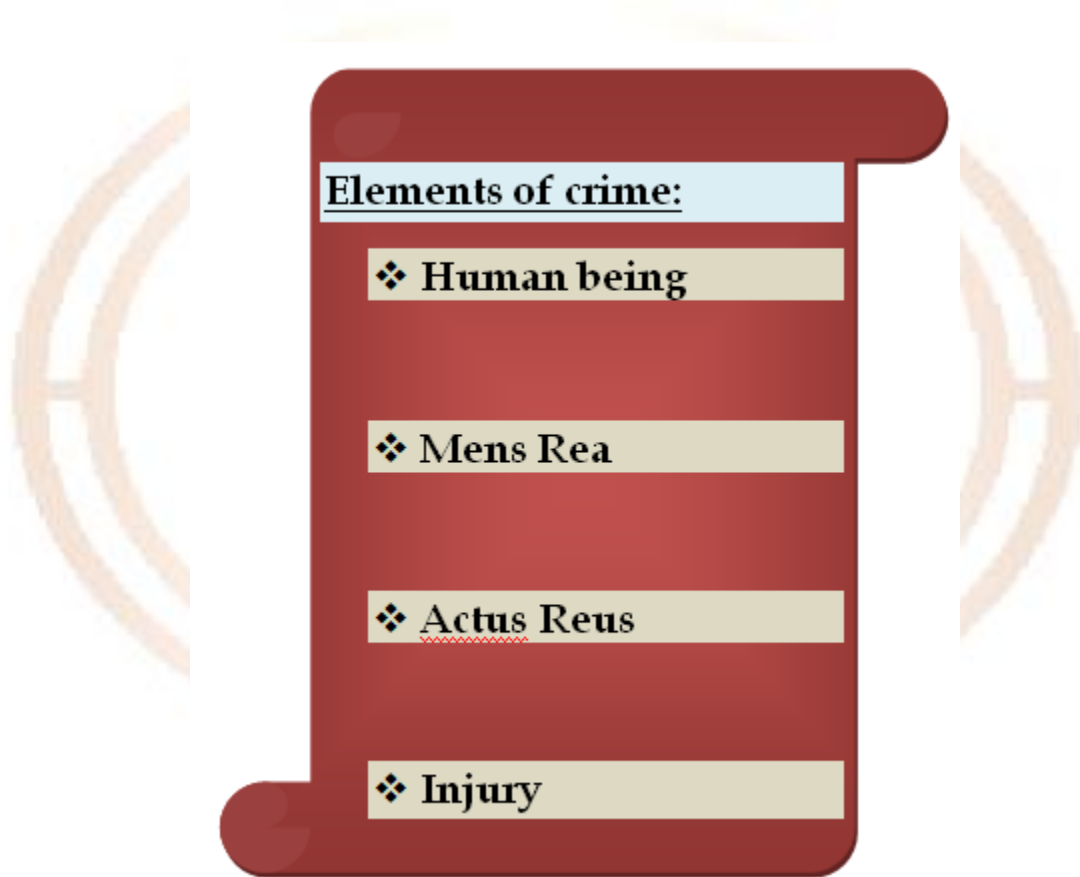 Elements of crime:
❖ Human being
❖ Mens Rea
❖ Actus Reus
❖ Injury